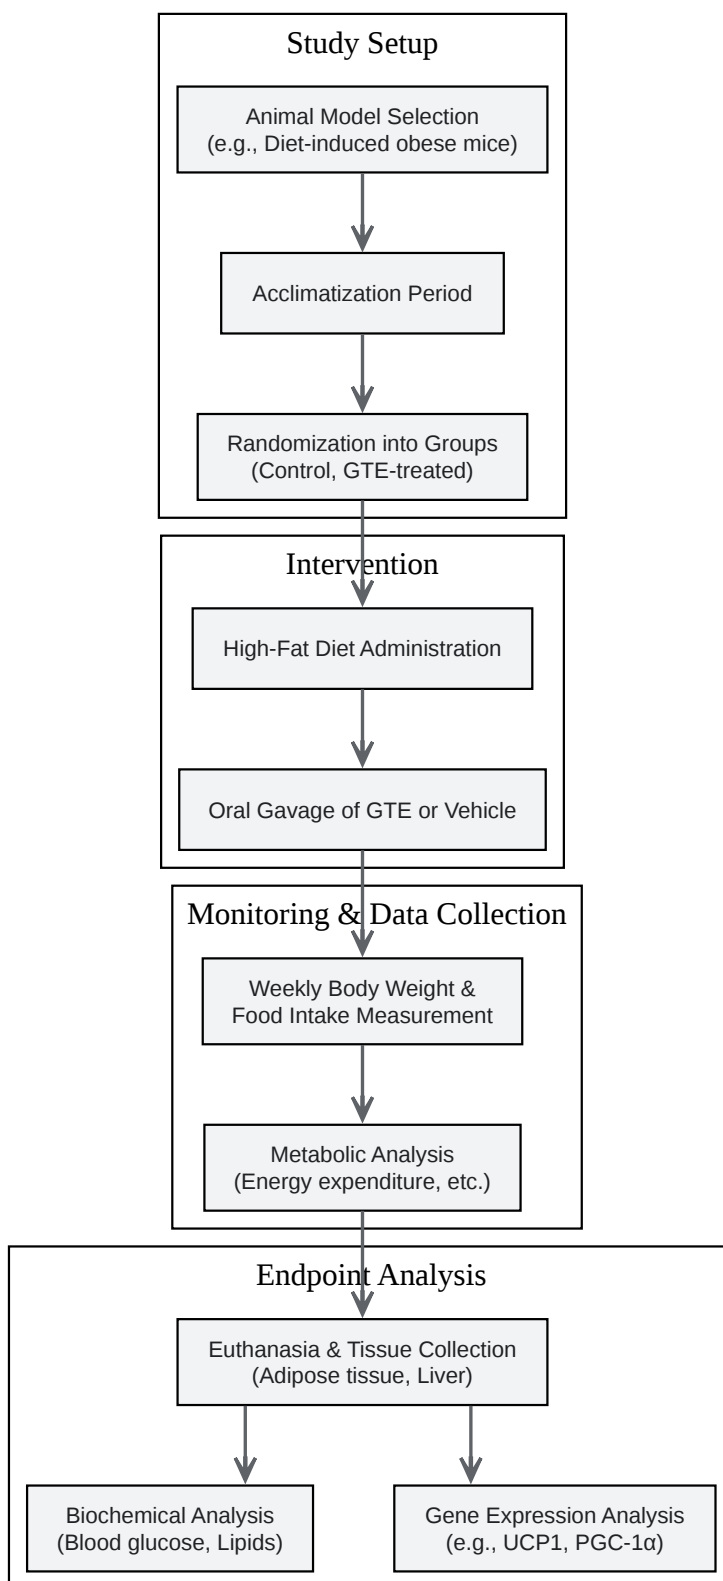 Study Setup
Animal Model Selection
(e.g., Diet-induced obese mice)
Acclimatization Period
Randomization into Groups
(Control, GTE-treated)
Intervention
High-Fat Diet Administration
Oral Gavage of GTE or Vehicle
Monitoring & Data Collection
Weekly Body Weight &
Food Intake Measurement
Metabolic Analysis
(Energy expenditure, etc.)
Endpoint Analysis
Euthanasia & Tissue Collection
(Adipose tissue, Liver)
Biochemical Analysis
(Blood glucose, Lipids)
Gene Expression Analysis
(e.g., UCP1, PGC-1α)